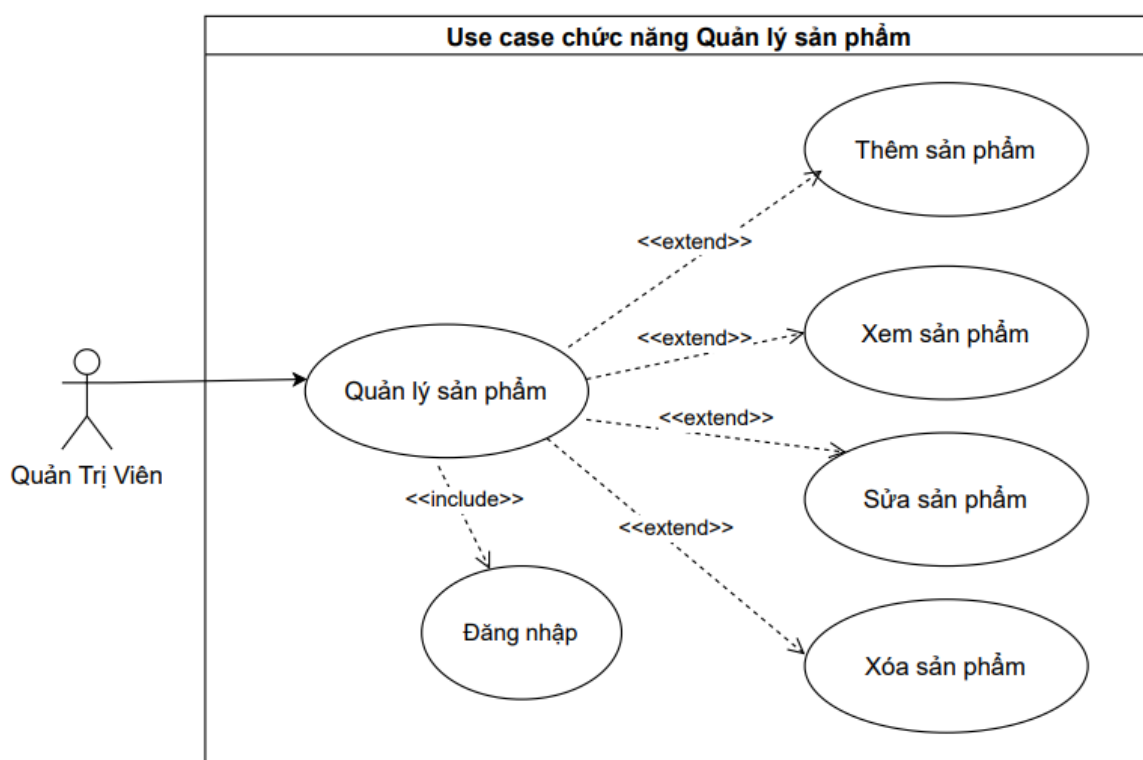 Use case chức năng Quản lý sản phẩm
Thêm sản phẩm
<<extend>>
Xem sản phẩm
<<extend>>
Quản lý sản phẩm
<<extend>>
Quản Trị Viên
<<include>>
Sửa sản phẩm
<<extend>>
Đăng nhập
Xóa sản phẩm